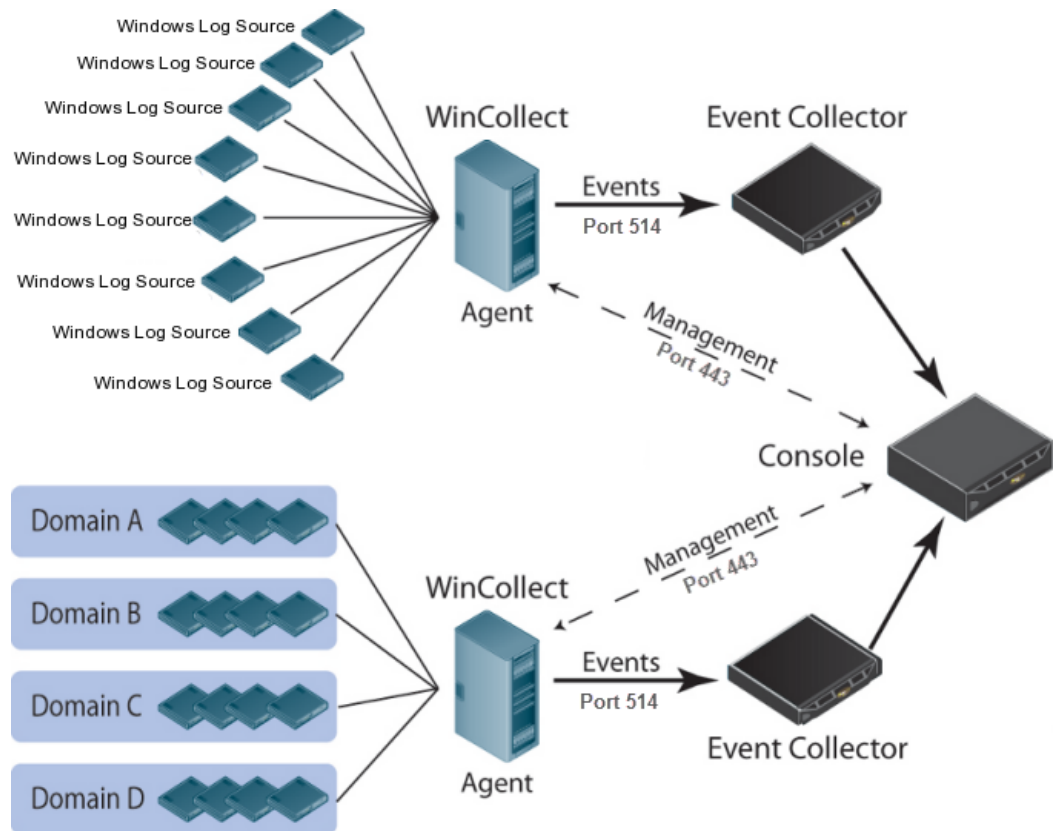 Windows Log Source
Windows Log Source
Windows Log Source
Windows Log Source
Windows Log Source
Windows Log Source
Windows Log Source
Windows Log Source
WinCollect
Agent
Events
Port 514
Event Collector
Management
Port 443
Console
Management
Port 443
Domain A
Domain B
Domain C
Domain D
WinCollect
Agent
Events
Port 514
Event Collector